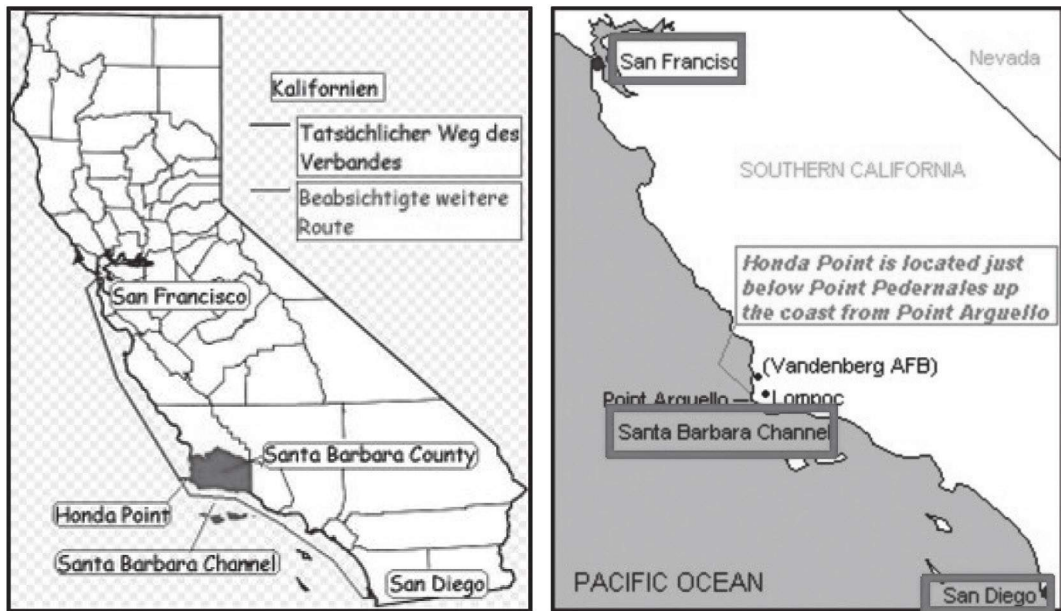 Kalifornien
Tatsächlicher Weg des
Verbandes
Beabsichtigte weitere
Route
San Francisco
Santa Barbara County
Honda Point
Santa Barbara Channel
San Diego
San Francisc
Nevada
SOUTHERN CALIFORNIA
Honda Point is located just
below Point Pedernales up
the coast from Point Arguello
(Vandenberg AFB)
Point Arguello
Lompoc
Santa Barbara Channel
PACIFIC OCEAN
San Diego